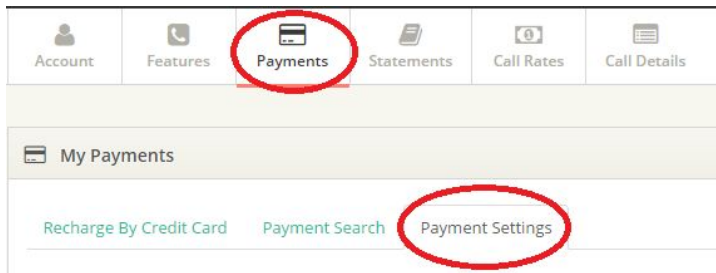 Account Features Payments Statements Call Rates Call Details
My Payments
Recharge By Credit Card Payment Search Payment Settings